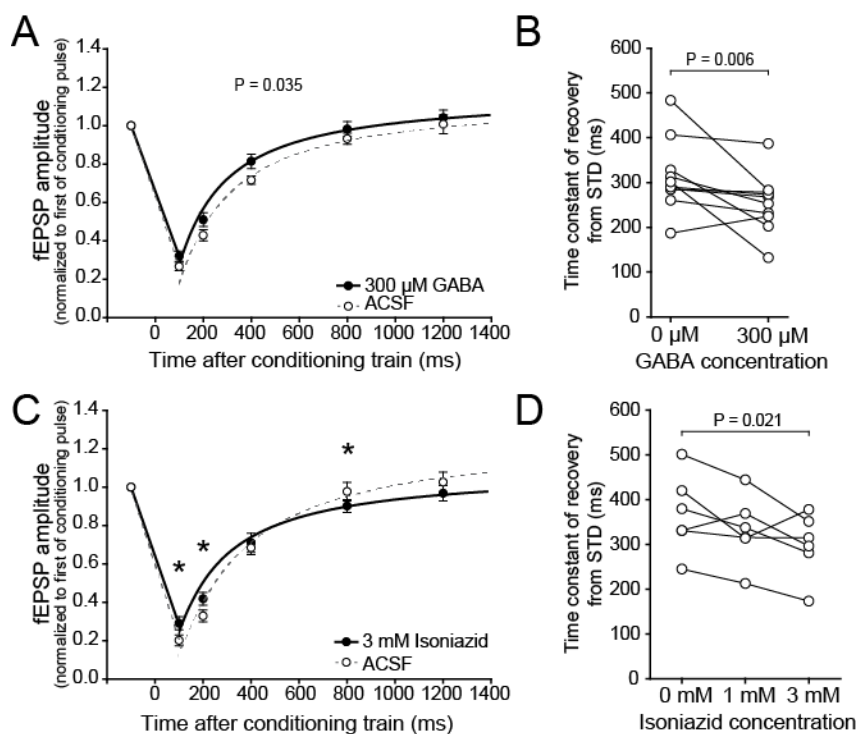 A
fEPSP amplitude
(normalized to first of conditioning pulse)
1.4
1.2
1.0
0.8
0.6
0.4
0.2
0.0
P = 0.035
300 µM GABA
ACSF
0 200 400 600 800 1000 1200 1400
Time after conditioning train (ms)
B
Time constant of recovery
from STD (ms)
600
500
400
300
200
100
0
P = 0.006
0 µM 300 µM
GABA concentration
C
fEPSP amplitude
(normalized to first of conditioning pulse)
1.4
1.2
1.0
0.8
0.6
0.4
0.2
0.0
*
*
*
3 mM Isoniazid
ACSF
0 200 400 600 800 1000 1200 1400
Time after conditioning train (ms)
D
Time constant of recovery
from STD (ms)
600
500
400
300
200
100
0
P = 0.021
0 mM 1 mM 3 mM
Isoniazid concentration